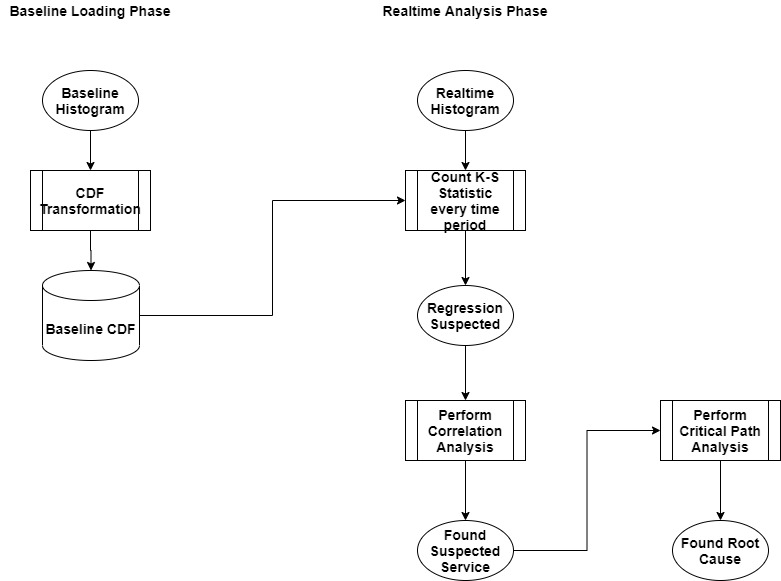 Baseline Loading Phase
Realtime Analysis Phase
Baseline
Histogram
Realtime
Histogram
CDF
Transformation
Count K-S
Statistic
every time
period
Baseline CDF
Regression
Suspected
Perform
Correlation
Analysis
Perform
Critical Path
Analysis
Found
Suspected
Service
Found Root
Cause